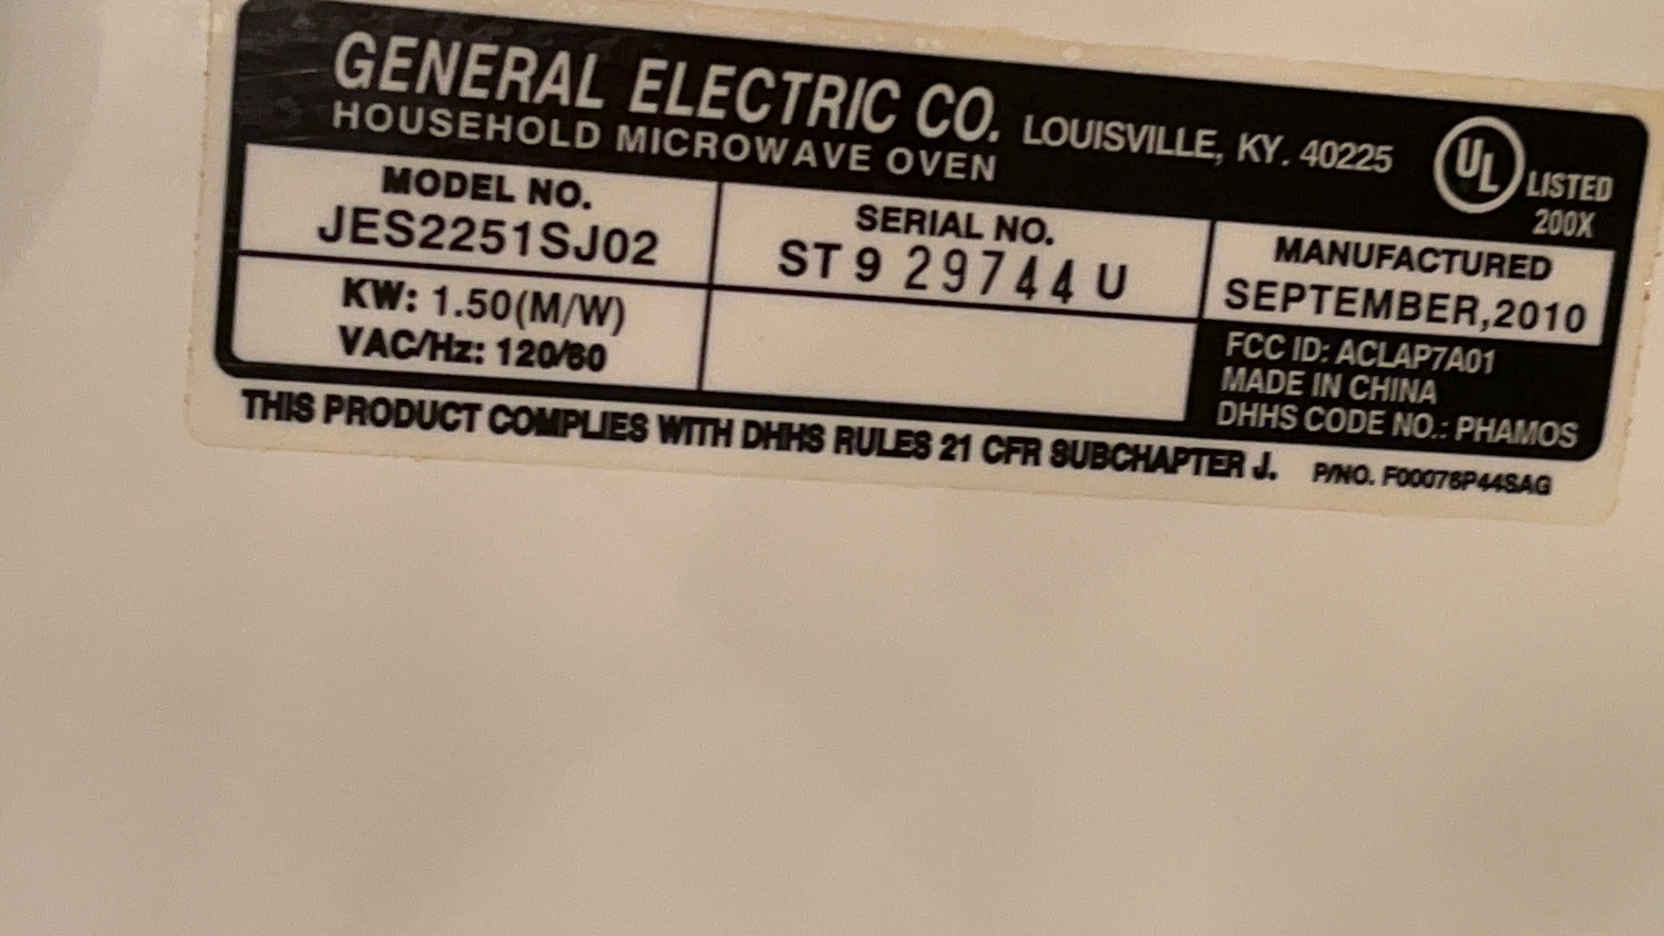 GENERAL ELECTRIC CO. LOUISVILLE, KY. 40225
HOUSEHOLD MICROWAVE OVEN
UL LISTED
200X
MODEL NO.
JES2251SJ02
SERIAL NO.
ST 9 29744 U
MANUFACTURED
SEPTEMBER,2010
KW: 1.50(M/W)
VAC/Hz: 120/60
FCC ID: ACLAP7A01
MADE IN CHINA
DHHS CODE NO.: PHAMOS
THIS PRODUCT COMPLIES WITH DHHS RULES 21 CFR SUBCHAPTER J. P/NO. F00076P44SAG